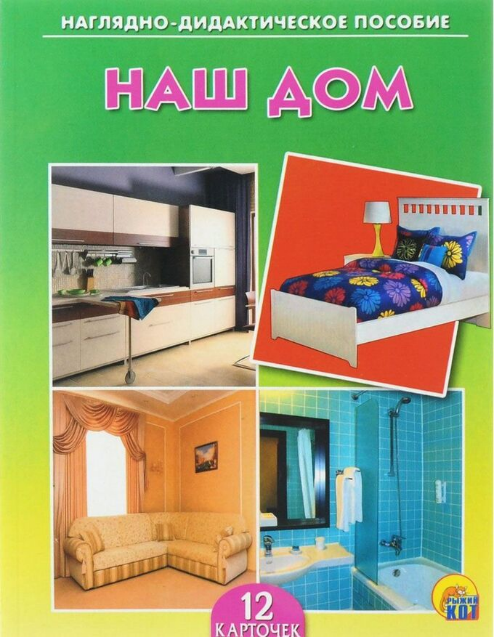 НАГЛЯДНО-ДИДАКТИЧЕСКОЕ ПОСОБИЕ
НАШ ДОМ
12
КАРТОЧЕК
РЫЖИЙ
КОТ